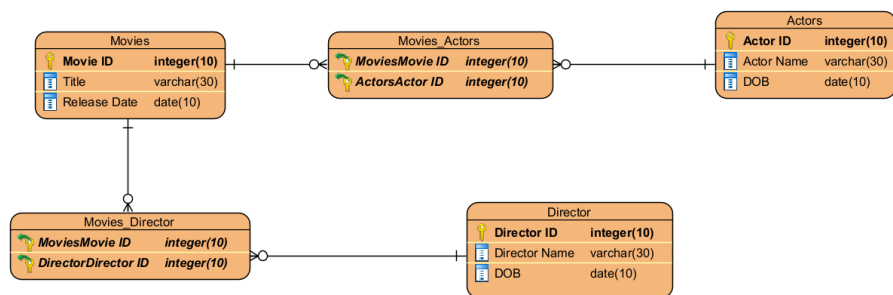 Movies
Movie ID integer(10)
Title varchar(30)
Release Date date(10)
Movies_Actors
MoviesMovie ID integer(10)
ActorsActor ID integer(10)
Actors
Actor ID integer(10)
Actor Name varchar(30)
DOB date(10)
Movies_Director
MoviesMovie ID integer(10)
DirectorDirector ID integer(10)
Director
Director ID integer(10)
Director Name varchar(30)
DOB date(10)